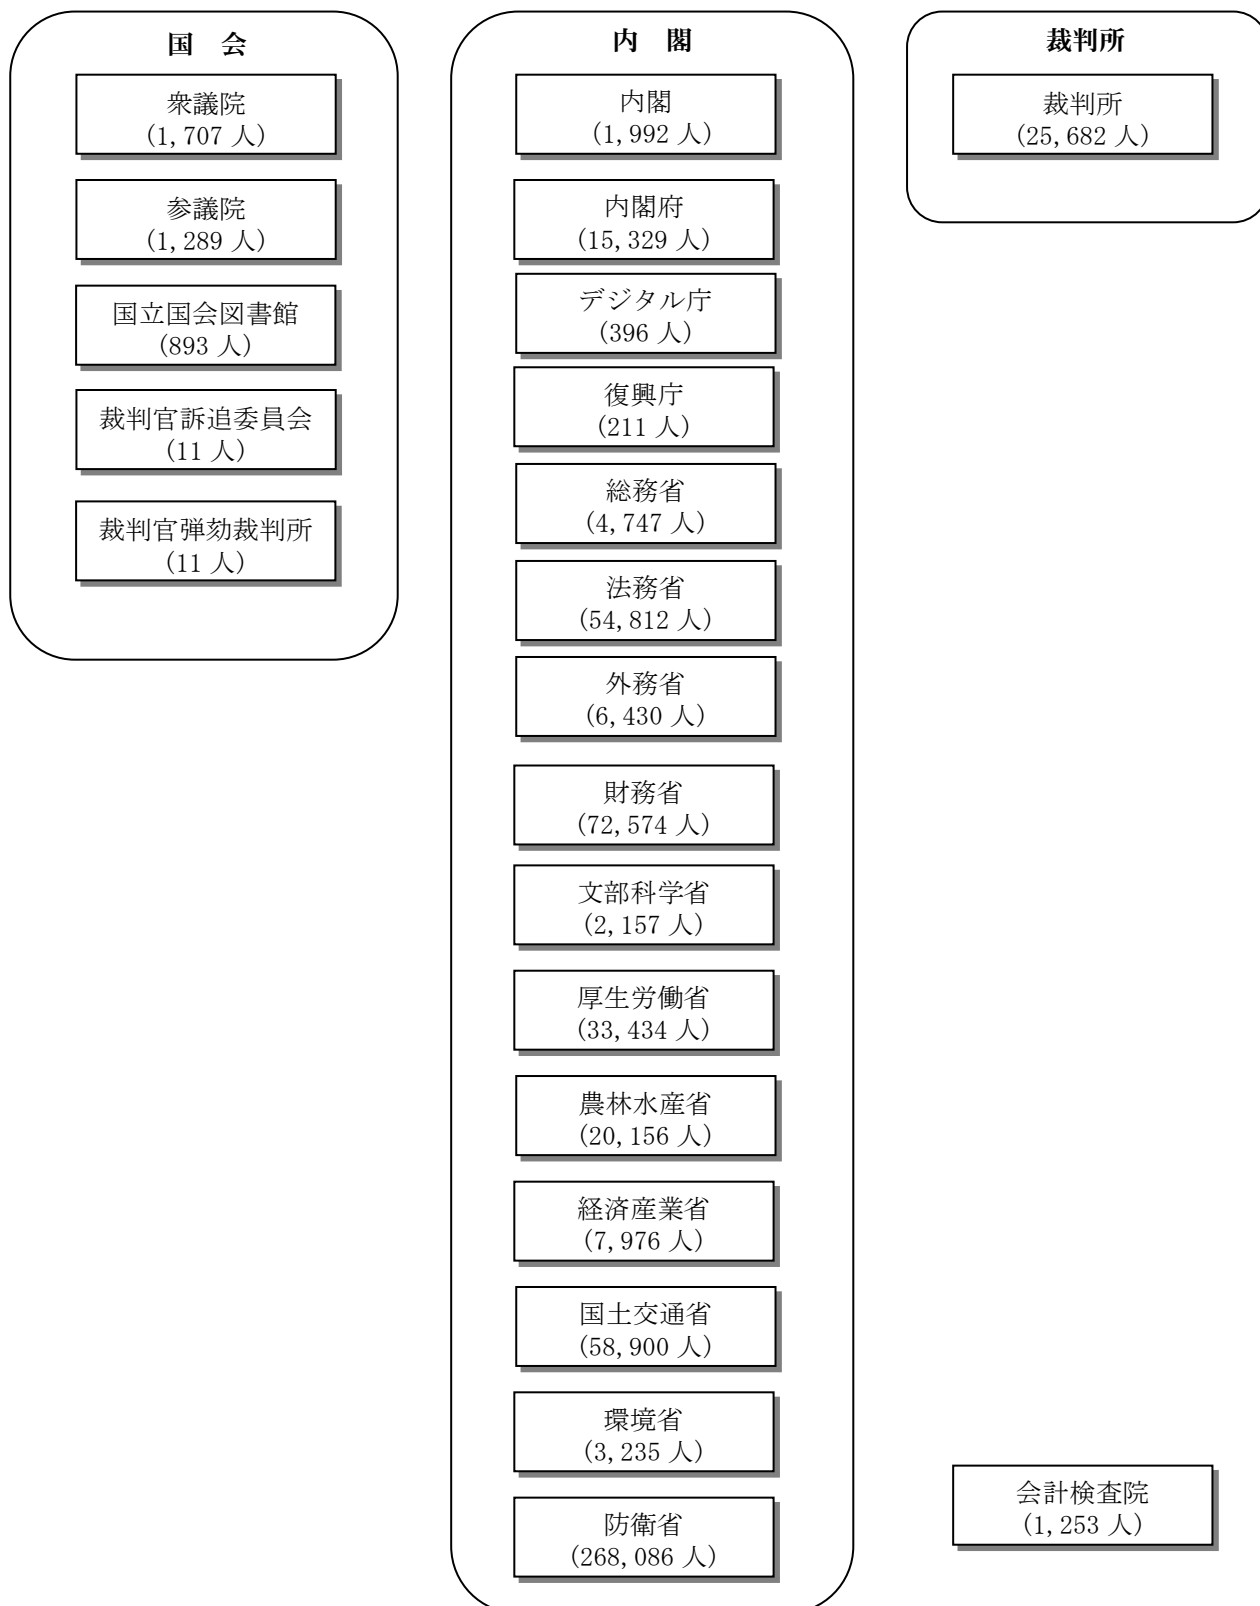 国　会
衆議院
(1,707 人)
参議院
(1,289 人)
国立国会図書館
(893 人)
裁判官訴追委員会
(11 人)
裁判官弾劾裁判所
(11 人)
内　閣
内閣
(1,992 人)
内閣府
(15,329 人)
デジタル庁
(396 人)
復興庁
(211 人)
総務省
(4,747 人)
法務省
(54,812 人)
外務省
(6,430 人)
財務省
(72,574 人)
文部科学省
(2,157 人)
厚生労働省
(33,434 人)
農林水産省
(20,156 人)
経済産業省
(7,976 人)
国土交通省
(58,900 人)
環境省
(3,235 人)
防衛省
(268,086 人)
裁判所
裁判所
(25,682 人)
会計検査院
(1,253 人)